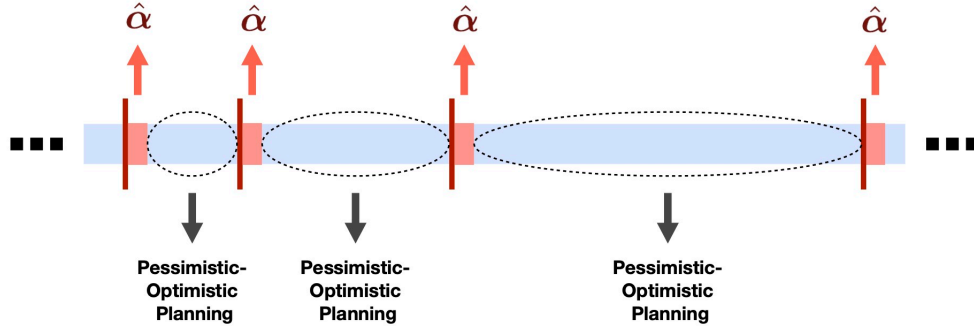 α̂
α̂
α̂
α̂
Pessimistic-
Optimistic
Planning
Pessimistic-
Optimistic
Planning
Pessimistic-
Optimistic
Planning